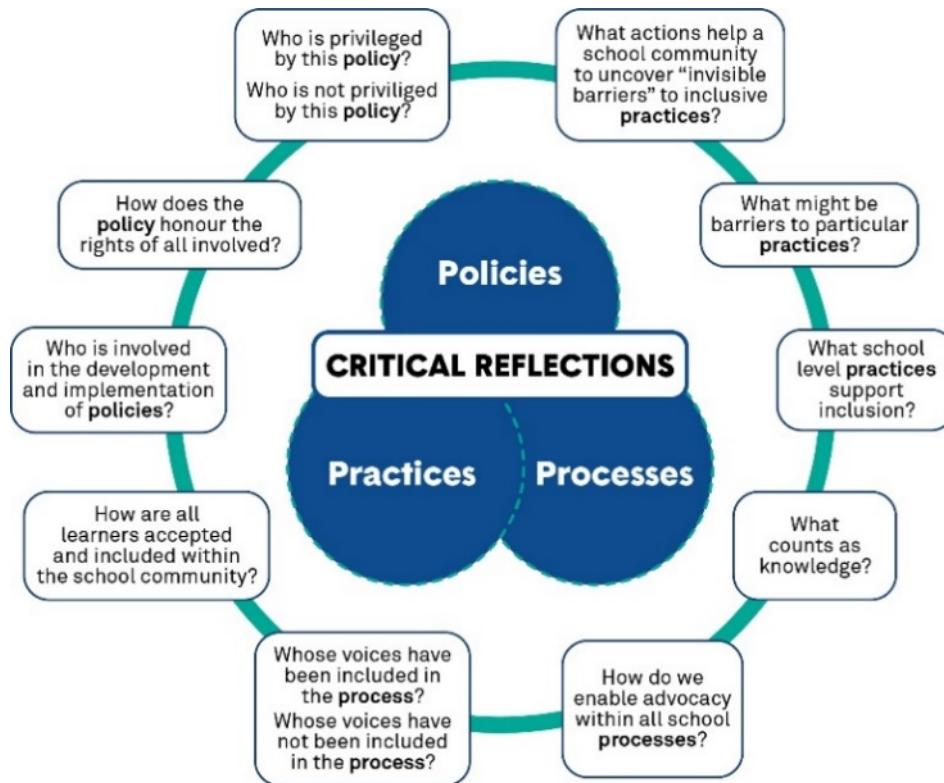 Who is privileged
by this policy?
Who is not priviliged
by this policy?
What actions help a
school community
to uncover “invisible
barriers” to inclusive
practices?
How does the
policy honour the
rights of all involved?
What might be
barriers to particular
practices?
Policies
CRITICAL REFLECTIONS
Practices
Processes
Who is involved
in the development
and implementation
of policies?
What school
level practices
support
inclusion?
How are all
learners accepted
and included within
the school community?
What
counts as
knowledge?
Whose voices have
been included in
the process?
Whose voices have
not been included
in the process?
How do we
enable advocacy
within all school
processes?